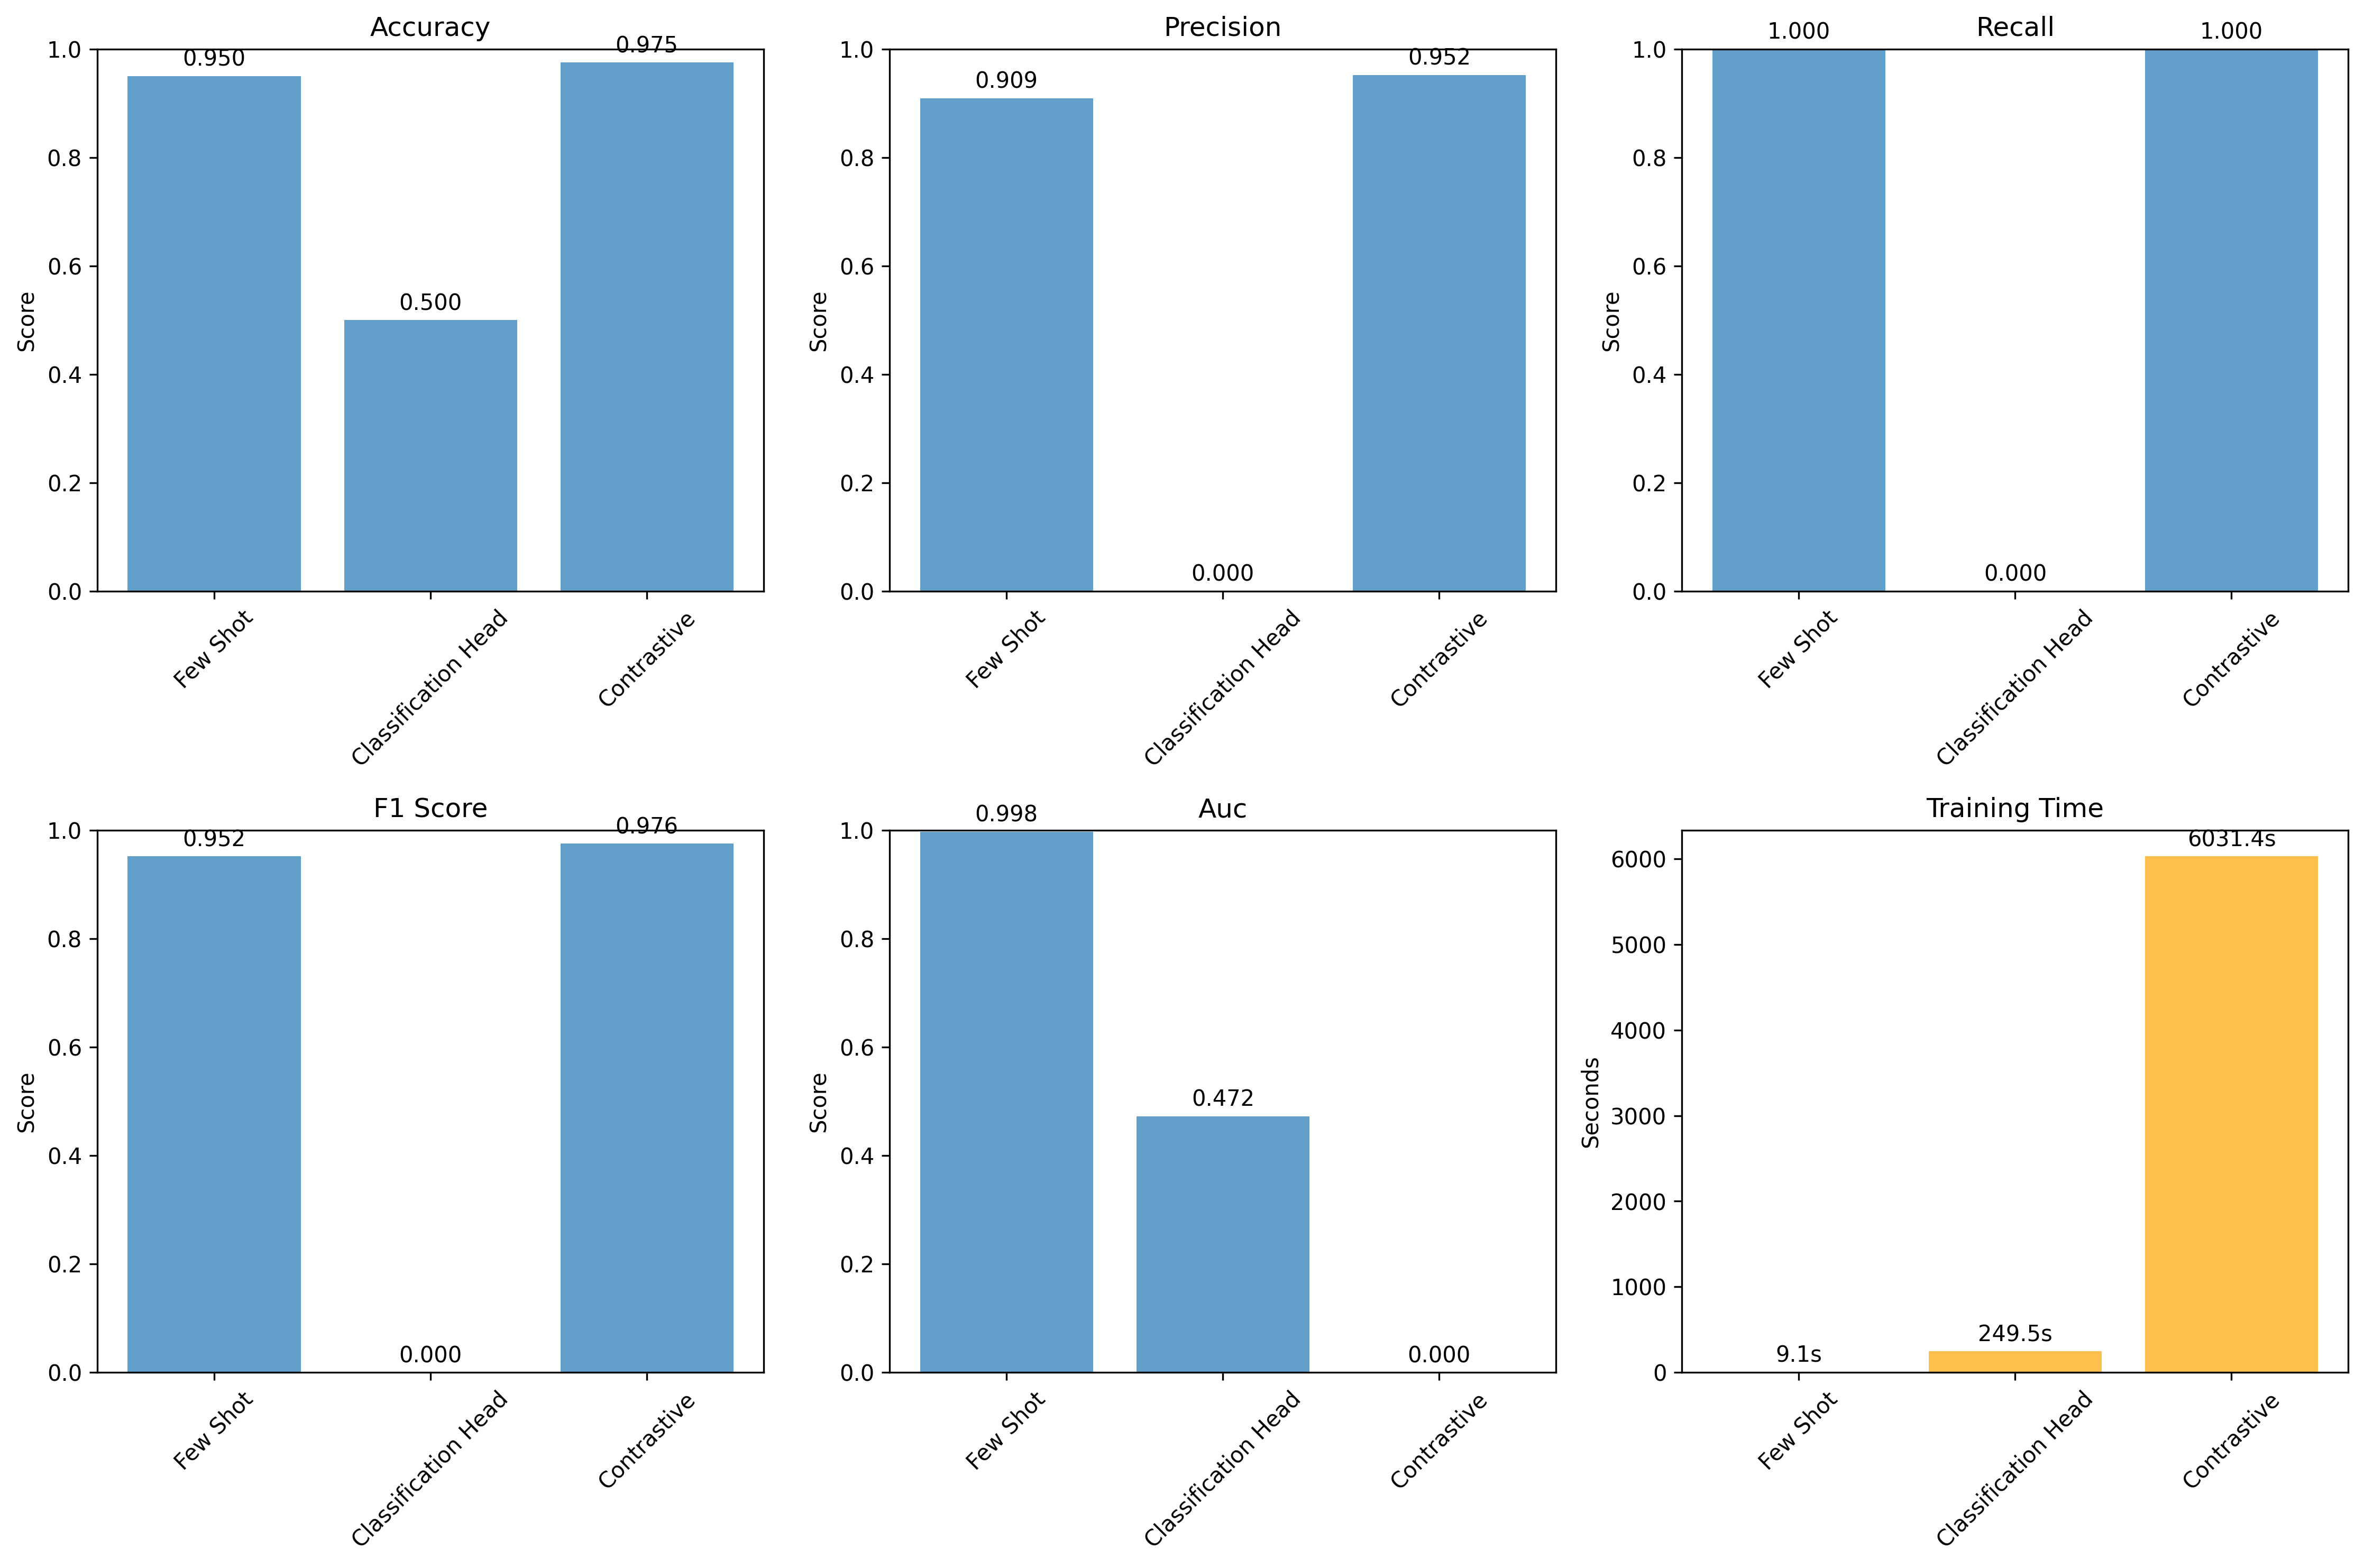 Accuracy
1.0
0.8
0.6
0.4
0.2
0.0
Score
0.950
0.500
0.975
Few Shot
Classification Head
Contrastive
Precision
1.0
0.8
0.6
0.4
0.2
0.0
Score
0.909
0.000
0.952
Few Shot
Classification Head
Contrastive
Recall
1.0
0.8
0.6
0.4
0.2
0.0
Score
1.000
0.000
1.000
Few Shot
Classification Head
Contrastive
F1 Score
1.0
0.8
0.6
0.4
0.2
0.0
Score
0.952
0.000
0.976
Few Shot
Classification Head
Contrastive
Auc
1.0
0.8
0.6
0.4
0.2
0.0
Score
0.998
0.472
0.000
Few Shot
Classification Head
Contrastive
Training Time
6000
5000
4000
3000
2000
1000
0
Seconds
9.1s
249.5s
6031.4s
Few Shot
Classification Head
Contrastive